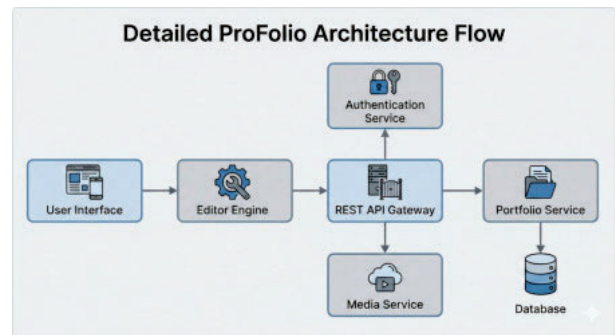 Detailed ProFolio Architecture Flow
Authentication
Service
User Interface
Editor Engine
REST API Gateway
Portfolio Service
Media Service
Database